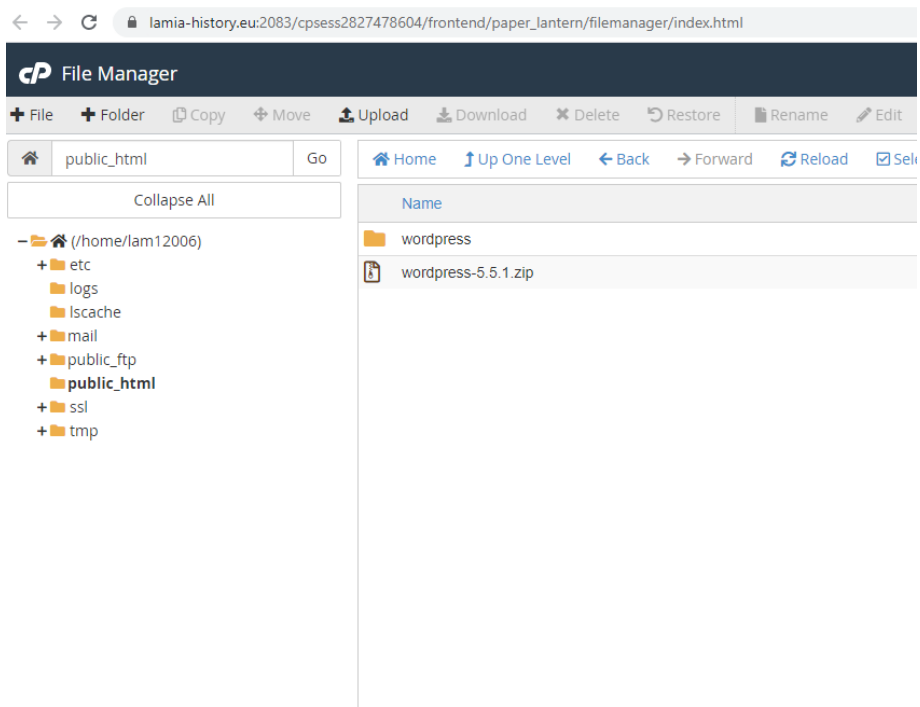 lamia-history.eu:2083/cpsess2827478604/frontend/paper_lantern/filemanager/index.html
cP File Manager
File Folder Copy Move Upload Download Delete Restore Rename Edit
public_html Go Home Up One Level Back Forward Reload Sele
Collapse All
Name
(/home/lam12006)
wordpress
etc
wordpress-5.5.1.zip
logs
lscache
mail
public_ftp
public_html
ssl
tmp